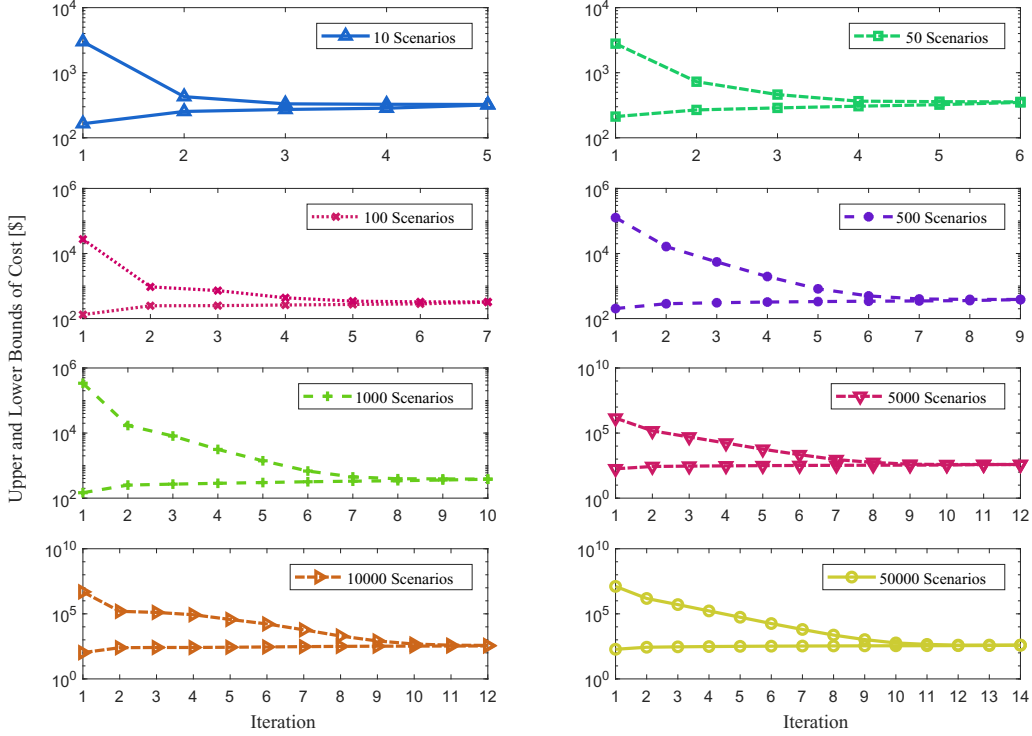 Upper and Lower Bounds of Cost [$]
10^4
10^3
10^2
10 Scenarios
1 2 3 4 5
10^4
10^3
10^2
50 Scenarios
1 2 3 4 5 6
10^6
10^4
10^2
100 Scenarios
1 2 3 4 5 6 7
10^6
10^4
10^2
500 Scenarios
1 2 3 4 5 6 7 8 9
10^6
10^4
10^2
1000 Scenarios
1 2 3 4 5 6 7 8 9 10
10^10
10^5
10^0
5000 Scenarios
1 2 3 4 5 6 7 8 9 10 11 12
10^10
10^5
10^0
10000 Scenarios
1 2 3 4 5 6 7 8 9 10 11 12
Iteration
10^10
10^5
10^0
50000 Scenarios
1 2 3 4 5 6 7 8 9 10 11 12 13 14
Iteration